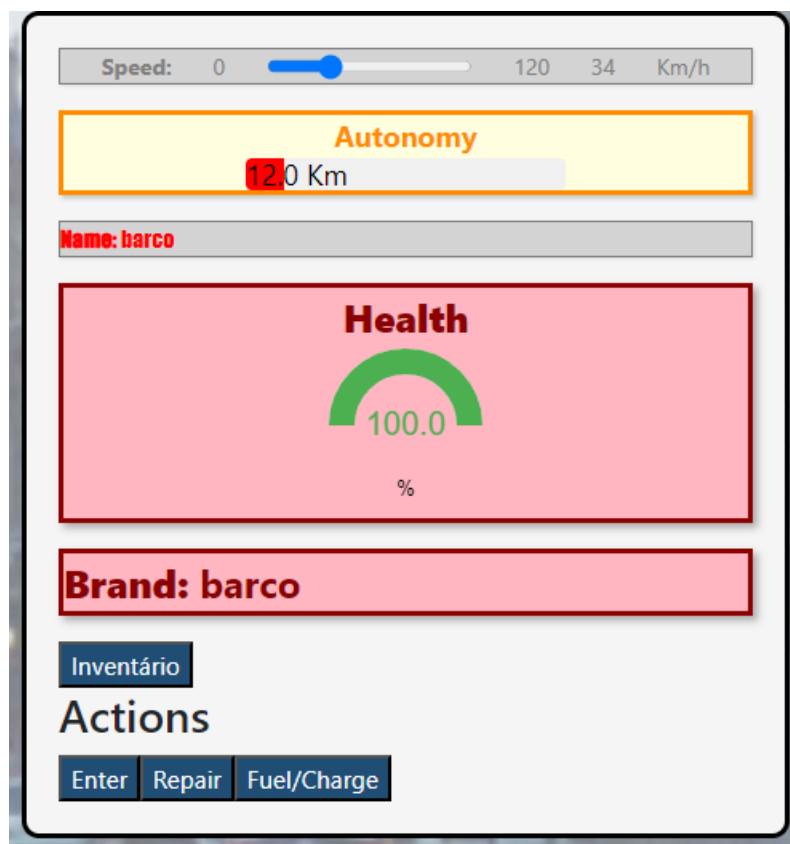 Speed: 0 120 34 Km/h
Autonomy
12.0 Km
Name: barco
Health
100.0
%
Brand: barco
Inventário
Actions
Enter Repair Fuel/Charge